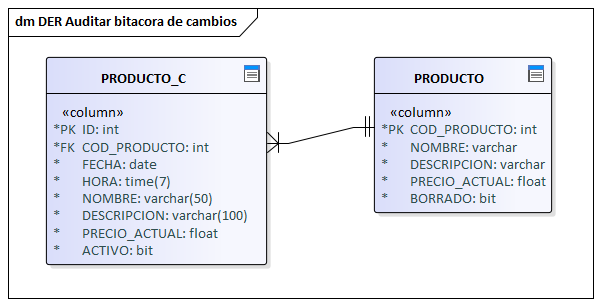 dm DER Auditar bitacora de cambios
PRODUCTO_C
«column»
*PK ID: int
*FK COD_PRODUCTO: int
* FECHA: date
* HORA: time(7)
* NOMBRE: varchar(50)
* DESCRIPCION: varchar(100)
* PRECIO_ACTUAL: float
* ACTIVO: bit
PRODUCTO
«column»
*PK COD_PRODUCTO: int
* NOMBRE: varchar
* DESCRIPCION: varchar
* PRECIO_ACTUAL: float
* BORRADO: bit